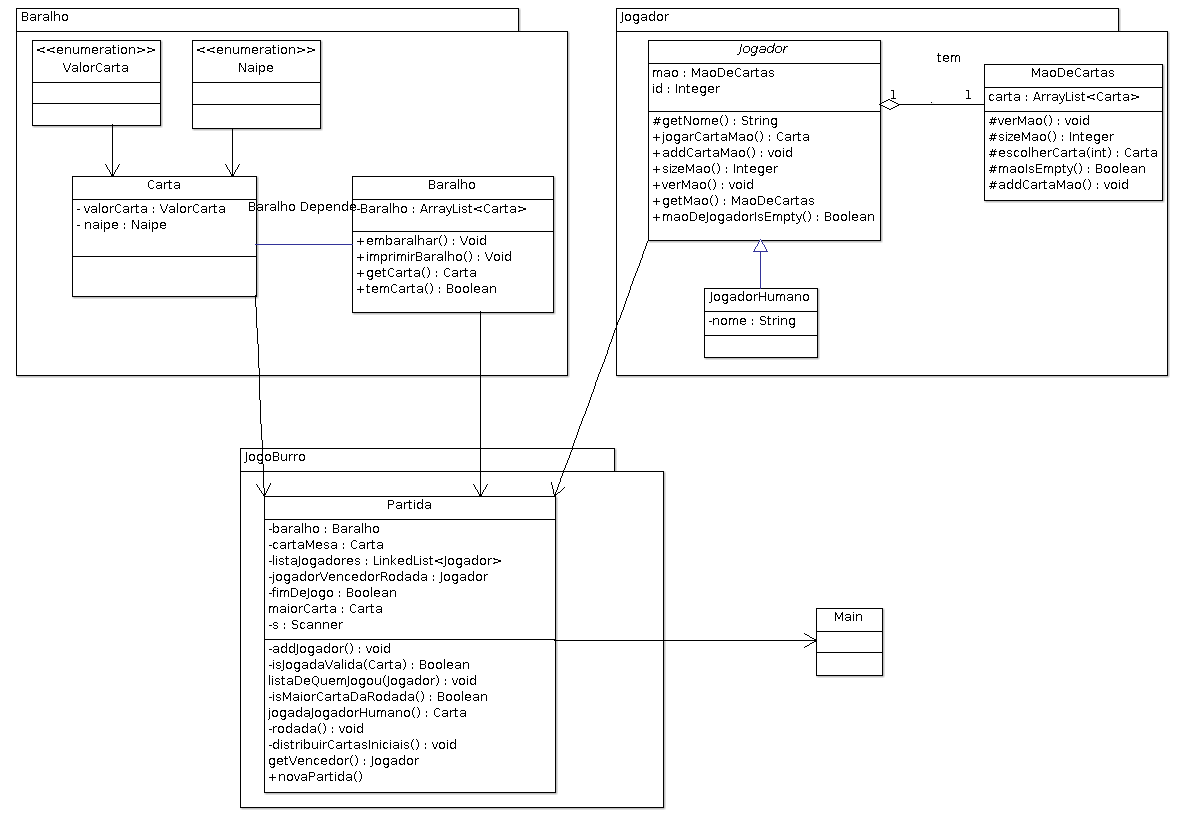 Baralho
<<enumeration>>
ValorCarta
<<enumeration>>
Naipe
Carta
- valorCarta : ValorCarta
- naipe : Naipe
Baralho Depende
Baralho
-Baralho : ArrayList<Carta>
+embaralhar() : Void
+imprimirBaralho() : Void
+getCarta() : Carta
+temCarta() : Boolean
Jogador
Jogador
mao : MaoDeCartas
id : Integer
#getNome() : String
+jogarCartaMao() : Carta
+addCartaMao() : void
+sizeMao() : Integer
+verMao() : void
+getMao() : MaoDeCartas
+maoDeJogadorIsEmpty() : Boolean
tem
1
1
MaoDeCartas
carta : ArrayList<Carta>
#verMao() : void
#sizeMao() : Integer
#escolherCarta(int) : Carta
#maoIsEmpty() : Boolean
#addCartaMao() : void
JogadorHumano
-nome : String
JogoBurro
Partida
-baralho : Baralho
-cartaMesa : Carta
-listaJogadores : LinkedList<Jogador>
-jogadorVencedorRodada : Jogador
-fimDeJogo : Boolean
maiorCarta : Carta
-s : Scanner
-addJogador() : void
-isJogadaValida(Carta) : Boolean
listaDeQuemJogou(Jogador) : void
-isMaiorCartaDaRodada() : Boolean
jogadaJogadorHumano() : Carta
-rodada() : void
-distribuirCartasIniciais() : void
getVencedor() : Jogador
+novaPartida()
Main